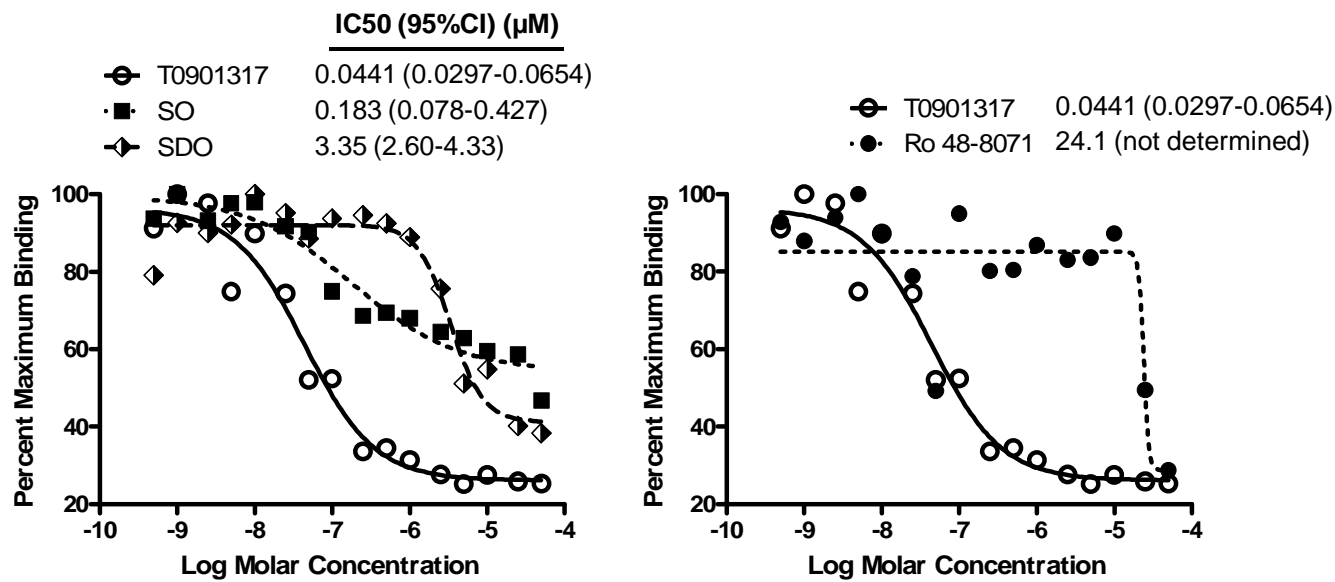 IC50 (95%CI) (µM)
T0901317 0.0441 (0.0297-0.0654)
SO 0.183 (0.078-0.427)
SDO 3.35 (2.60-4.33)
Percent Maximum Binding
100
80
60
40
20
-10 -9 -8 -7 -6 -5 -4
Log Molar Concentration
T0901317 0.0441 (0.0297-0.0654)
Ro 48-8071 24.1 (not determined)
Percent Maximum Binding
100
80
60
40
20
-10 -9 -8 -7 -6 -5 -4
Log Molar Concentration